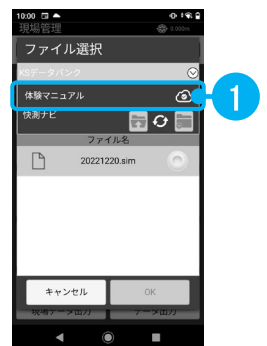 10:00
現場管理
0.000m
ファイル選択
KSデータバンク
体験マニュアル
1
快測ナビ
ファイル名
20221220.sim
キャンセル
OK
現場データ出力
データ出力